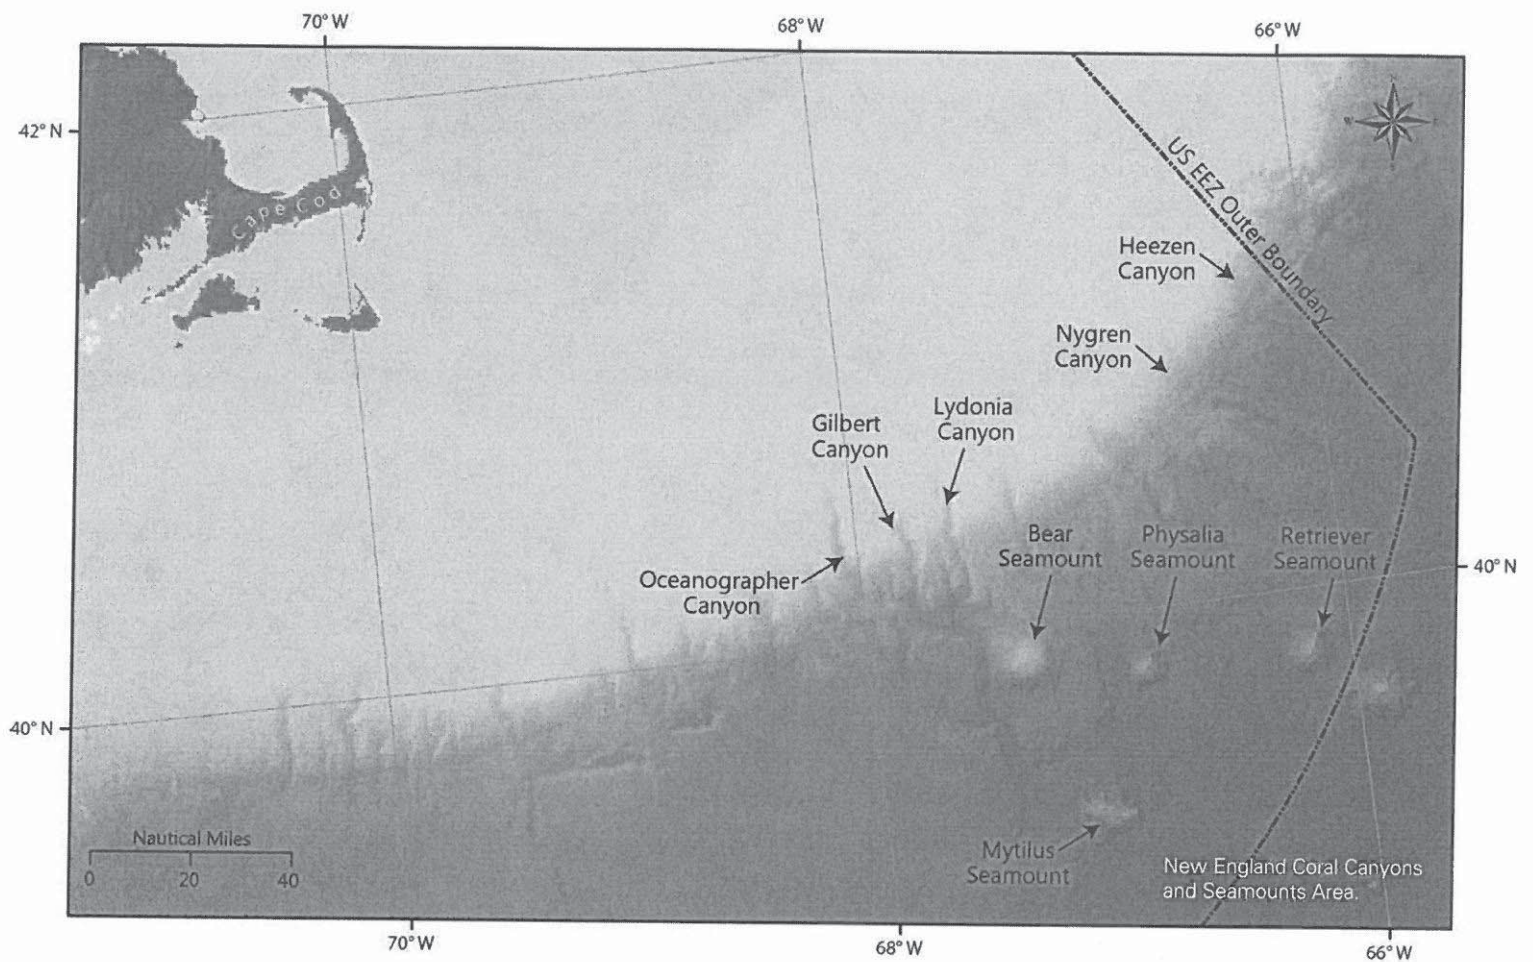 70°W
68°W
66°W
42°N
Cape Cod
US EEZ Outer Boundary
Heezen
Canyon
Nygren
Canyon
Lydonia
Canyon
Gilbert
Canyon
Bear
Seamount
Physalia
Seamount
Retriever
Seamount
40°N
Oceanographer
Canyon
40°N
Nautical Miles
0 20 40
Mytilus
Seamount
New England Coral Canyons
and Seamounts Area.
70°W
68°W
66°W